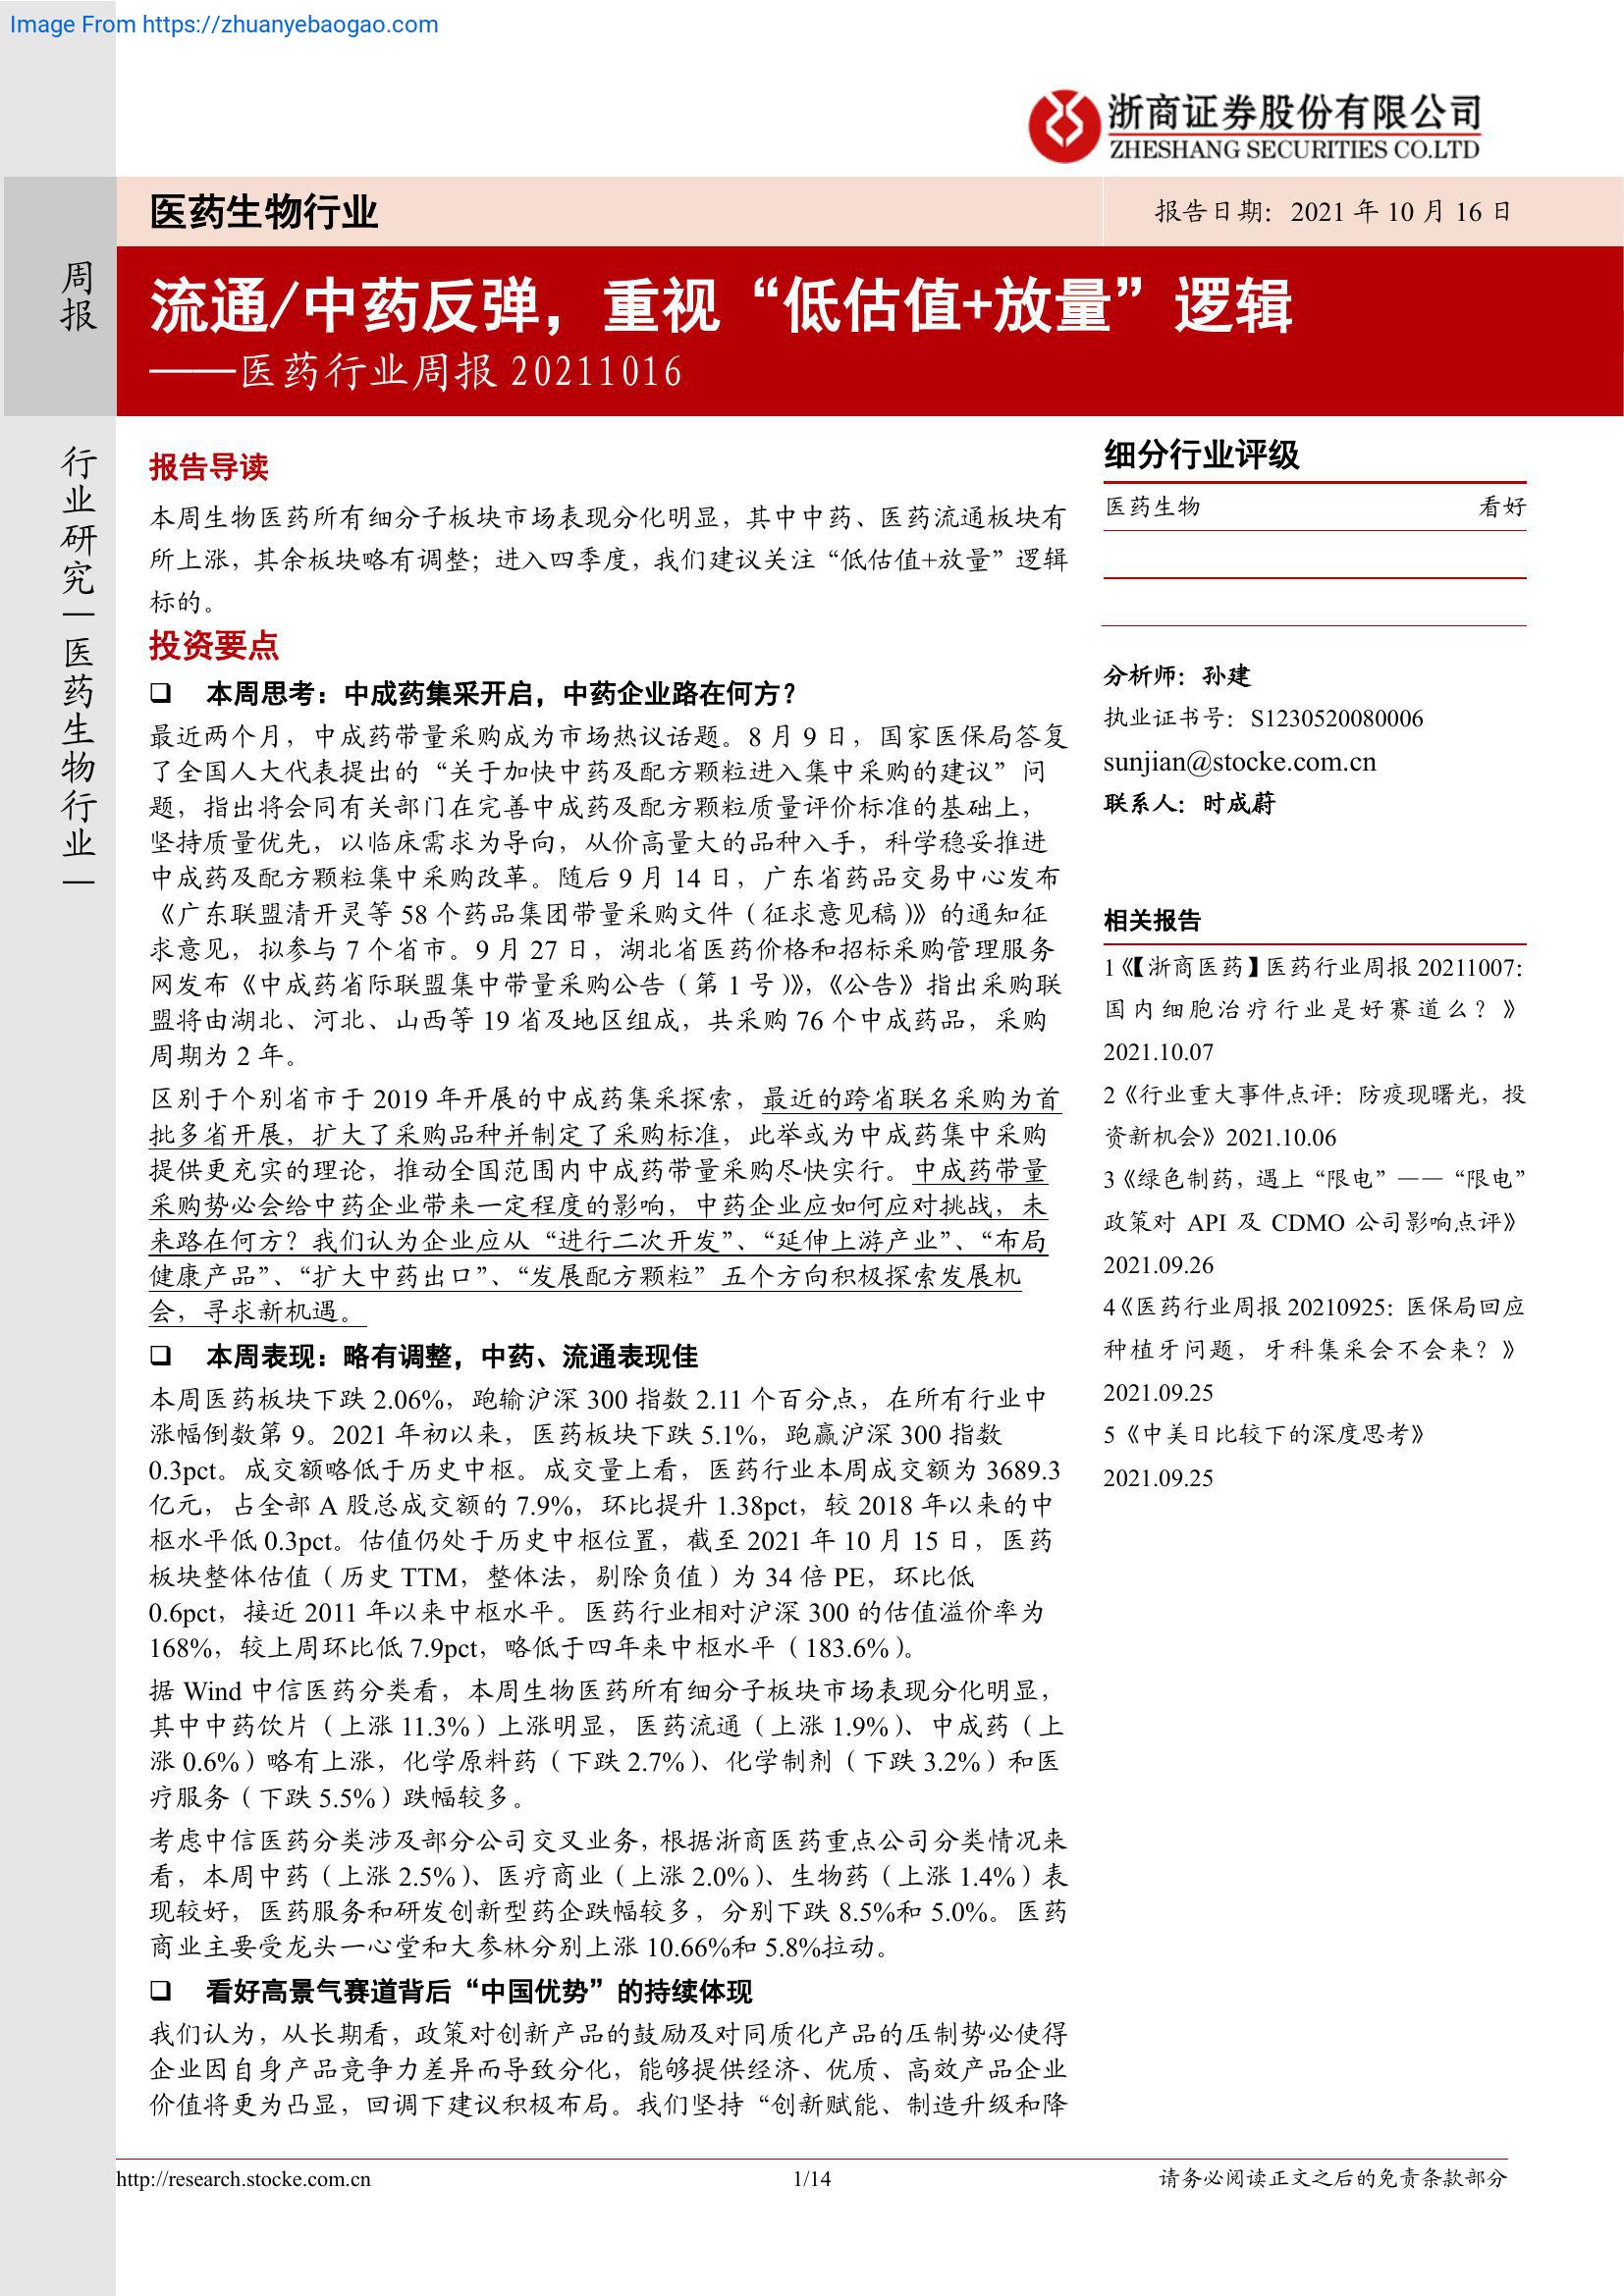 Image From https://zhuanyebaogao.com
浙商证券股份有限公司
ZHESHANG SECURITIES CO.LTD
医药生物行业
报告日期：2021 年 10 月 16 日
周报
流通/中药反弹，重视“低估值+放量”逻辑
——医药行业周报 20211016
行业研究｜医药生物行业｜
报告导读
本周生物医药所有细分子板块市场表现分化明显，其中中药、医药流通板块有
所上涨，其余板块略有调整；进入四季度，我们建议关注“低估值+放量”逻辑
标的。
投资要点
❑ 本周思考：中成药集采开启，中药企业路在何方？
最近两个月，中成药带量采购成为市场热议话题。8 月 9 日，国家医保局答复
了全国人大代表提出的“关于加快中药及配方颗粒进入集中采购的建议”问
题，指出将会同有关部门在完善中成药及配方颗粒质量评价标准的基础上，
坚持质量优先，以临床需求为导向，从价高量大的品种入手，科学稳妥推进
中成药及配方颗粒集中采购改革。随后 9 月 14 日，广东省药品交易中心发布
《广东联盟清开灵等 58 个药品集团带量采购文件（征求意见稿）》的通知征
求意见，拟参与 7 个省市。9 月 27 日，湖北省医药价格和招标采购管理服务
网发布《中成药省际联盟集中带量采购公告（第 1 号）》，《公告》指出采购联
盟将由湖北、河北、山西等 19 省及地区组成，共采购 76 个中成药品，采购
周期为 2 年。
区别于个别省市于 2019 年开展的中成药集采探索，最近的跨省联名采购为首
批多省开展，扩大了采购品种并制定了采购标准，此举或为中成药集中采购
提供更充实的理论，推动全国范围内中成药带量采购尽快实行。中成药带量
采购势必会给中药企业带来一定程度的影响，中药企业应如何应对挑战，未
来路在何方？我们认为企业应从“进行二次开发”、“延伸上游产业”、“布局
健康产品”、“扩大中药出口”、“发展配方颗粒”五个方向积极探索发展机
会，寻求新机遇。
❑ 本周表现：略有调整，中药、流通表现佳
本周医药板块下跌 2.06%，跑输沪深 300 指数 2.11 个百分点，在所有行业中
涨幅倒数第 9。2021 年初以来，医药板块下跌 5.1%，跑赢沪深 300 指数
0.3pct。成交额略低于历史中枢。成交量上看，医药行业本周成交额为 3689.3
亿元，占全部 A 股总成交额的 7.9%，环比提升 1.38pct，较 2018 年以来的中
枢水平低 0.3pct。估值仍处于历史中枢位置，截至 2021 年 10 月 15 日，医药
板块整体估值（历史 TTM，整体法，剔除负值）为 34 倍 PE，环比低
0.6pct，接近 2011 年以来中枢水平。医药行业相对沪深 300 的估值溢价率为
168%，较上周环比低 7.9pct，略低于四年来中枢水平（183.6%）。
据 Wind 中信医药分类看，本周生物医药所有细分子板块市场表现分化明显，
其中中药饮片（上涨 11.3%）上涨明显，医药流通（上涨 1.9%）、中成药（上
涨 0.6%）略有上涨，化学原料药（下跌 2.7%）、化学制剂（下跌 3.2%）和医
疗服务（下跌 5.5%）跌幅较多。
考虑中信医药分类涉及部分公司交叉业务，根据浙商医药重点公司分类情况来
看，本周中药（上涨 2.5%）、医疗商业（上涨 2.0%）、生物药（上涨 1.4%）表
现较好，医药服务和研发创新型药企跌幅较多，分别下跌 8.5%和 5.0%。医药
商业主要受龙头一心堂和大参林分别上涨 10.66%和 5.8%拉动。
❑ 看好高景气赛道背后“中国优势”的持续体现
我们认为，从长期看，政策对创新产品的鼓励及对同质化产品的压制势必使得
企业因自身产品竞争力差异而导致分化，能够提供经济、优质、高效产品企业
价值将更为凸显，回调下建议积极布局。我们坚持“创新赋能、制造升级和降
细分行业评级
医药生物 看好
分析师：孙建
执业证书号：S1230520080006
sunjian@stocke.com.cn
联系人：时成蔚
相关报告
1《【浙商医药】医药行业周报 20211007：
国内细胞治疗行业是好赛道么？》
2021.10.07
2《行业重大事件点评：防疫现曙光，投
资新机会》2021.10.06
3《绿色制药，遇上“限电”——“限电”
政策对 API 及 CDMO 公司影响点评》
2021.09.26
4《医药行业周报 20210925：医保局回应
种植牙问题，牙科集采会不会来？》
2021.09.25
5《中美日比较下的深度思考》
2021.09.25
http://research.stocke.com.cn
1/14
请务必阅读正文之后的免责条款部分